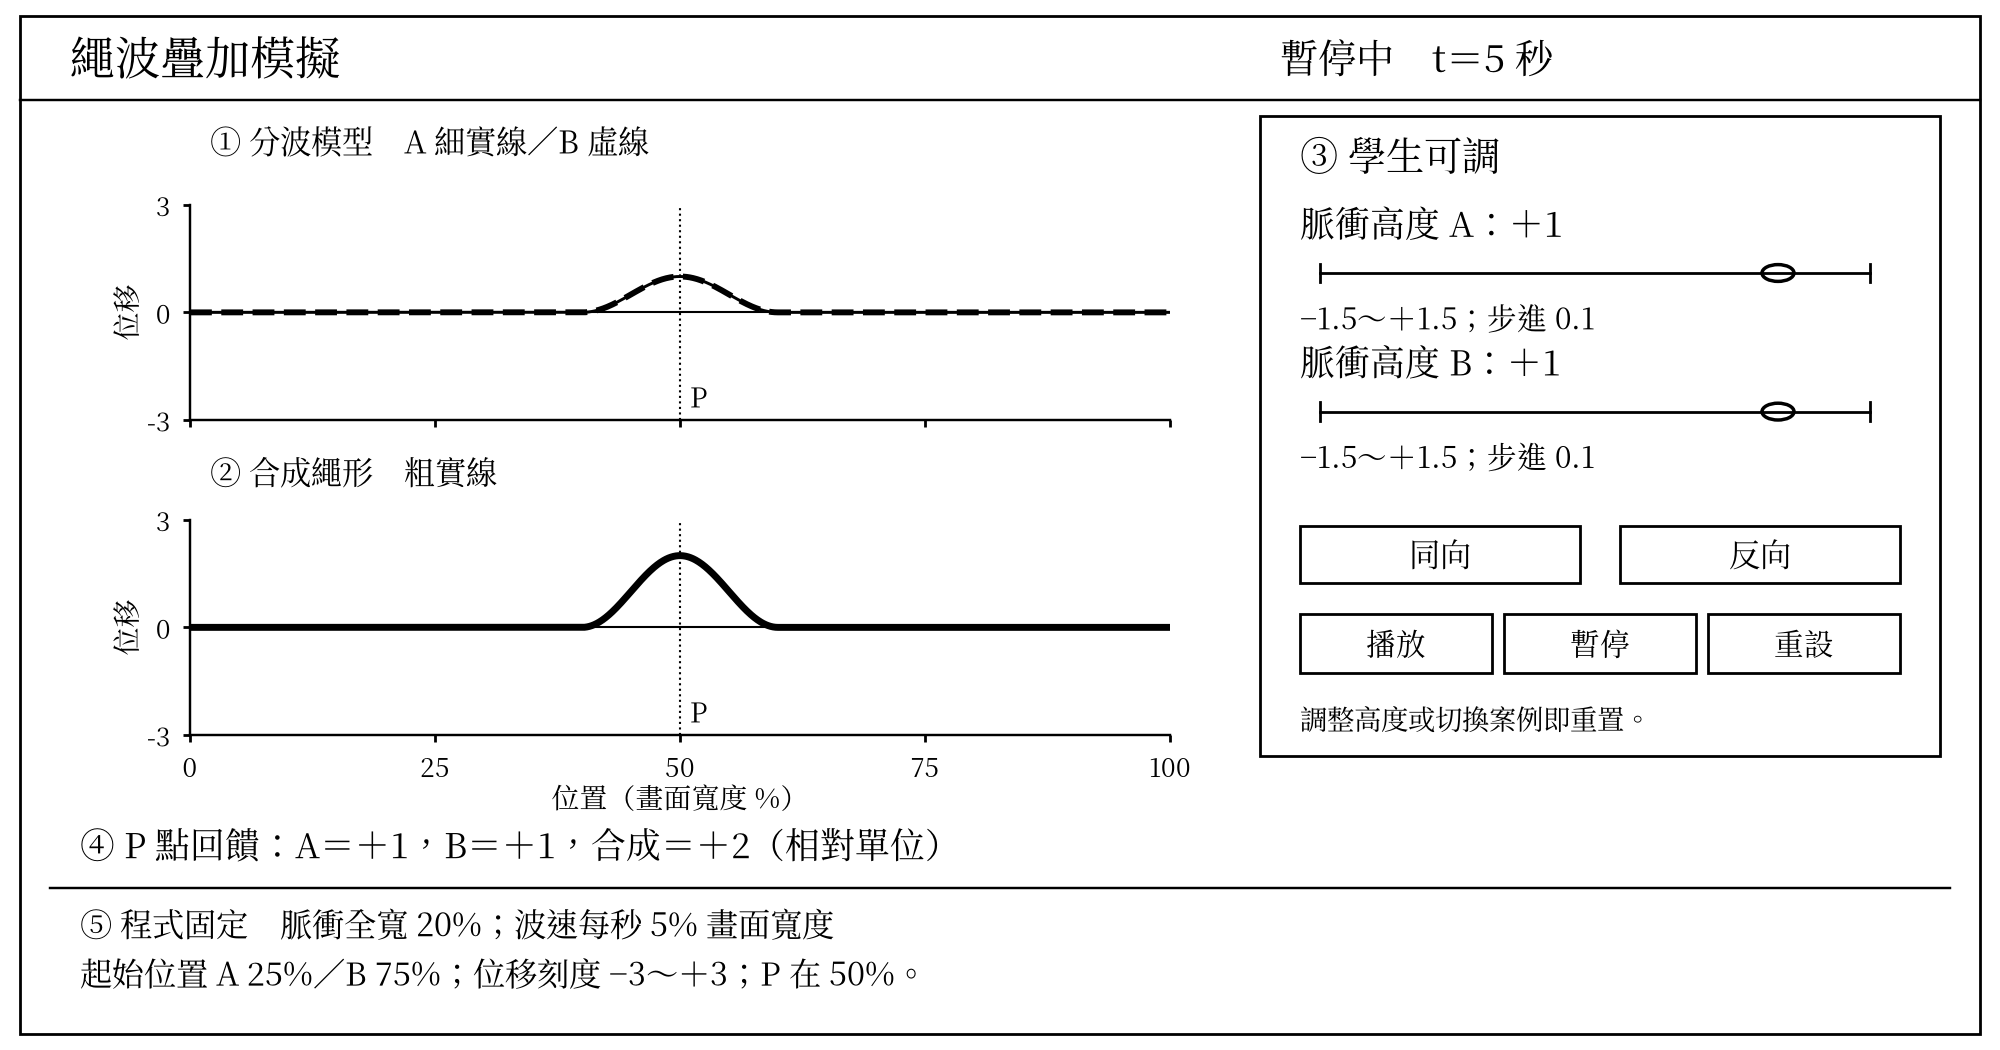 繩波疊加模擬
暫停中　t＝5 秒
① 分波模型　A 細實線／B 虛線
3
位移
0
P
-3
② 合成繩形　粗實線
3
位移
0
P
-3
0 25 50 75 100
位置（畫面寬度 %）
③ 學生可調
脈衝高度 A：＋1
−1.5～＋1.5；步進 0.1
脈衝高度 B：＋1
−1.5～＋1.5；步進 0.1
同向 反向
播放 暫停 重設
調整高度或切換案例即重置。
④ P 點回饋：A＝＋1，B＝＋1，合成＝＋2（相對單位）
⑤ 程式固定　脈衝全寬 20%；波速每秒 5% 畫面寬度
起始位置 A 25%／B 75%；位移刻度 −3～＋3；P 在 50%。